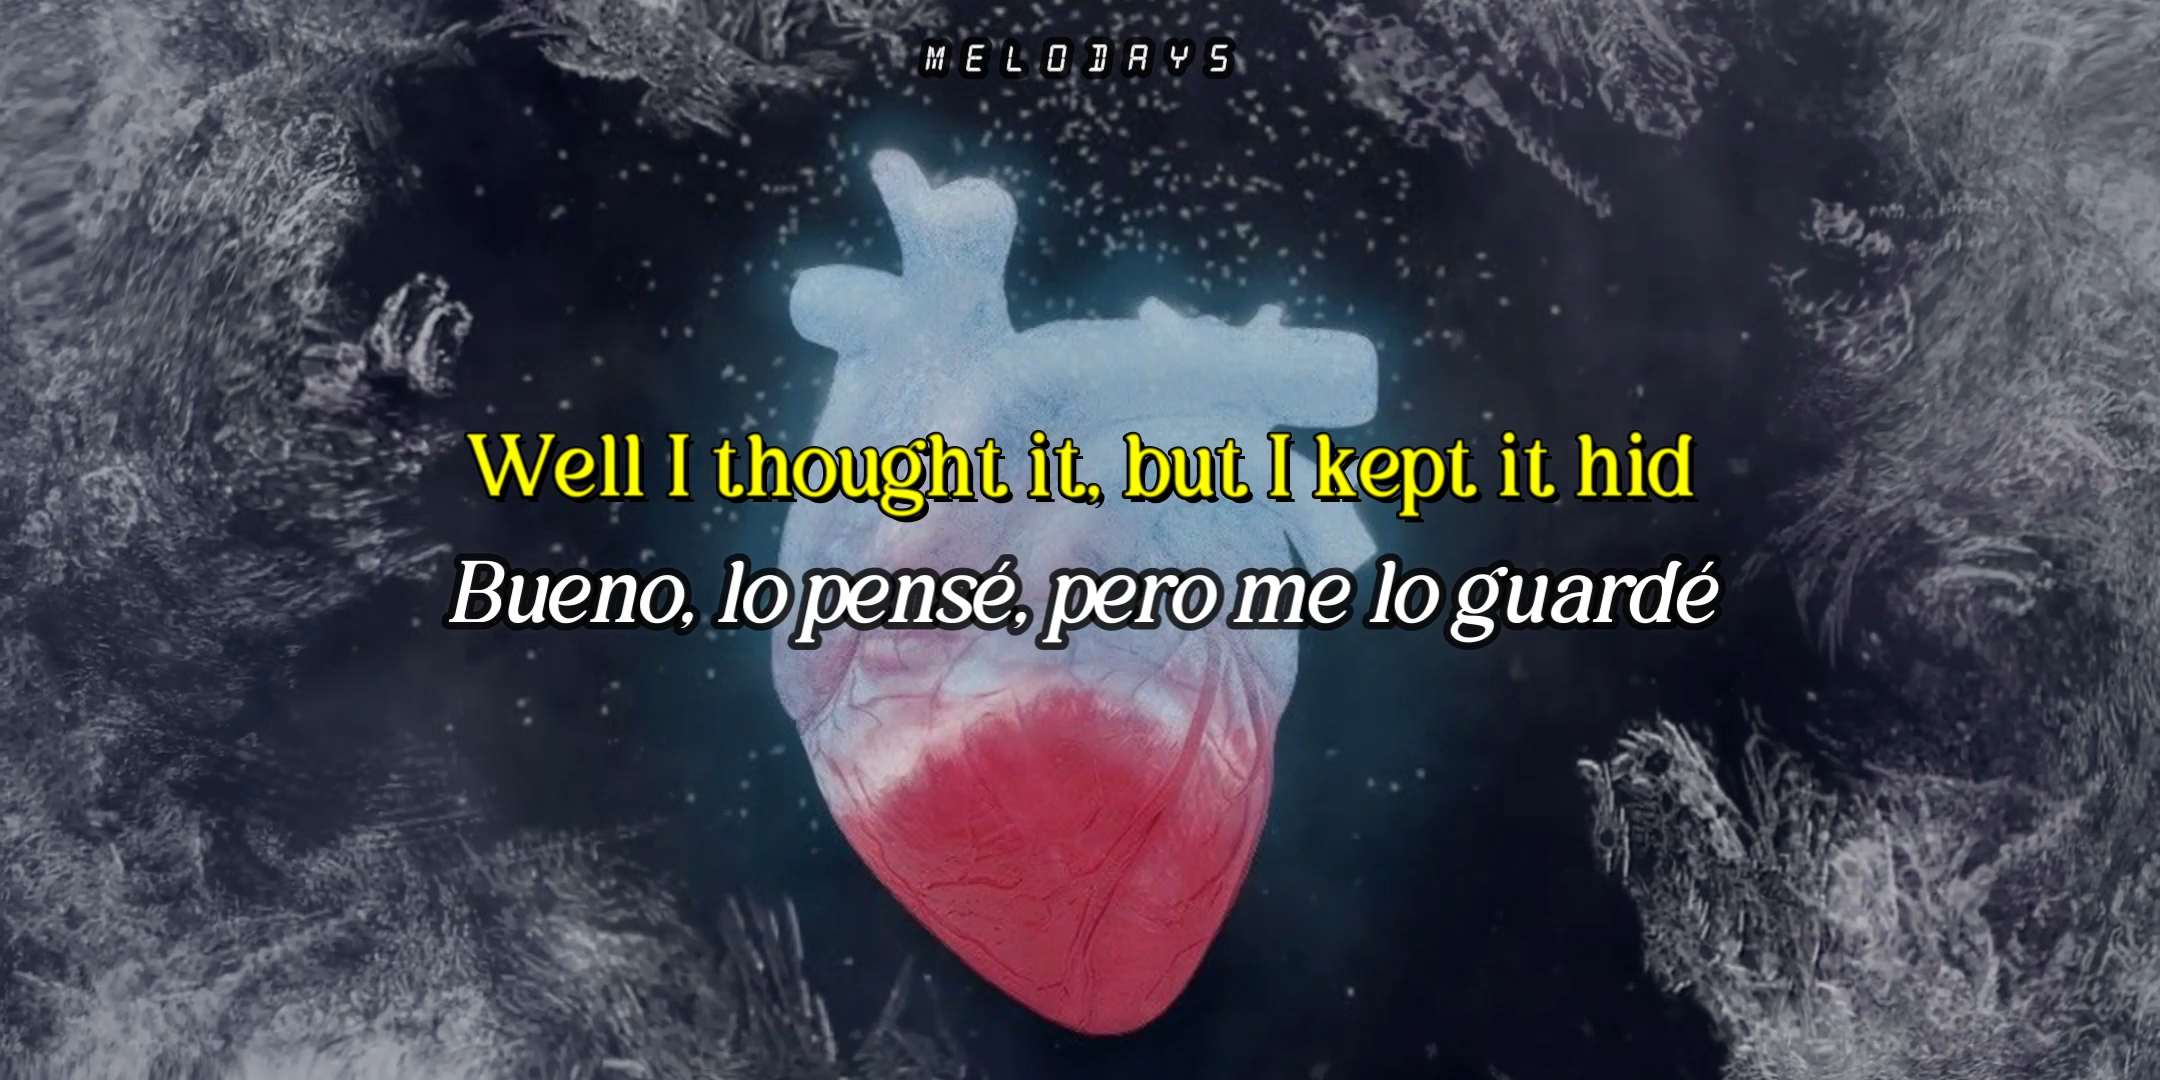 MELODAYS
Well I thought it, but I kept it hid
Bueno, lo pensé, pero me lo guardé